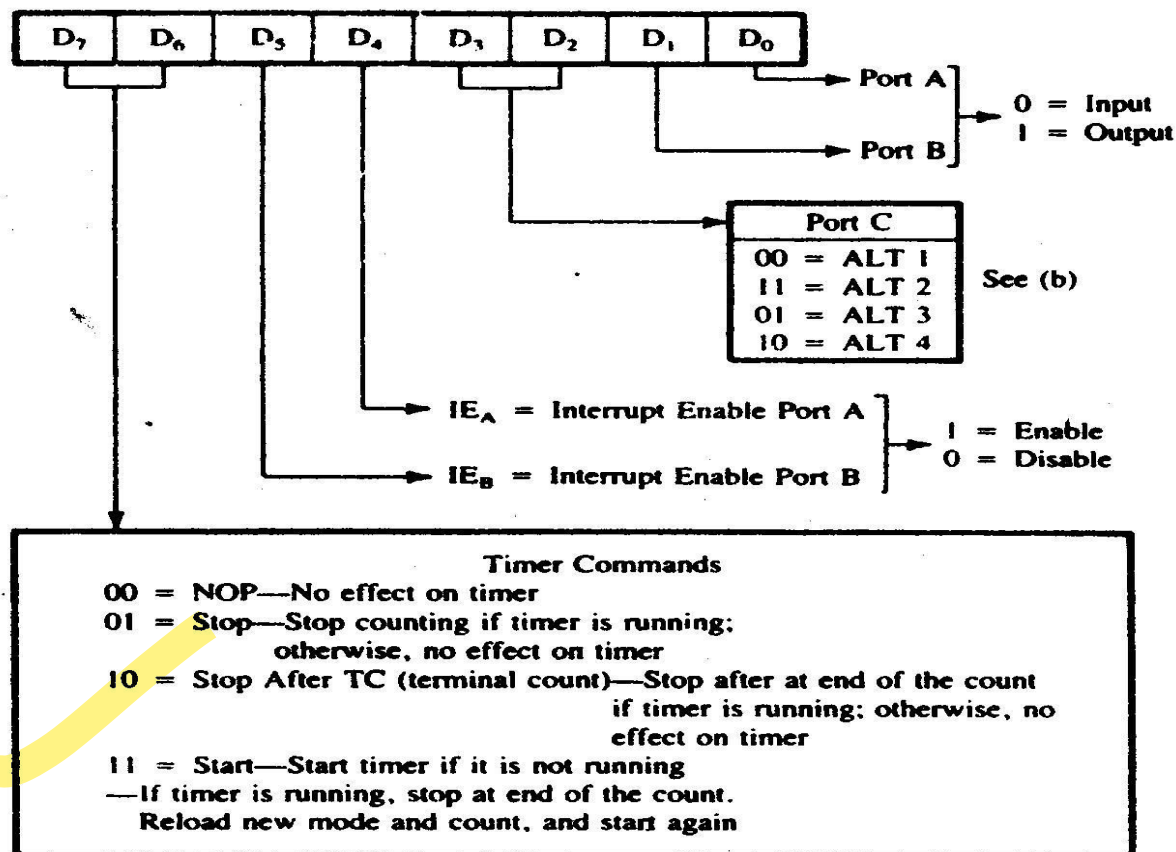 D₇ D₆ D₅ D₄ D₃ D₂ D₁ D₀
Port A
0 = Input
1 = Output
Port B
Port C
00 = ALT 1
11 = ALT 2
01 = ALT 3
10 = ALT 4
See (b)
IE_A = Interrupt Enable Port A
1 = Enable
0 = Disable
IE_B = Interrupt Enable Port B
Timer Commands
00 = NOP—No effect on timer
01 = Stop—Stop counting if timer is running;
otherwise, no effect on timer
10 = Stop After TC (terminal count)—Stop after at end of the count
if timer is running; otherwise, no
effect on timer
11 = Start—Start timer if it is not running
—If timer is running, stop at end of the count.
Reload new mode and count, and start again